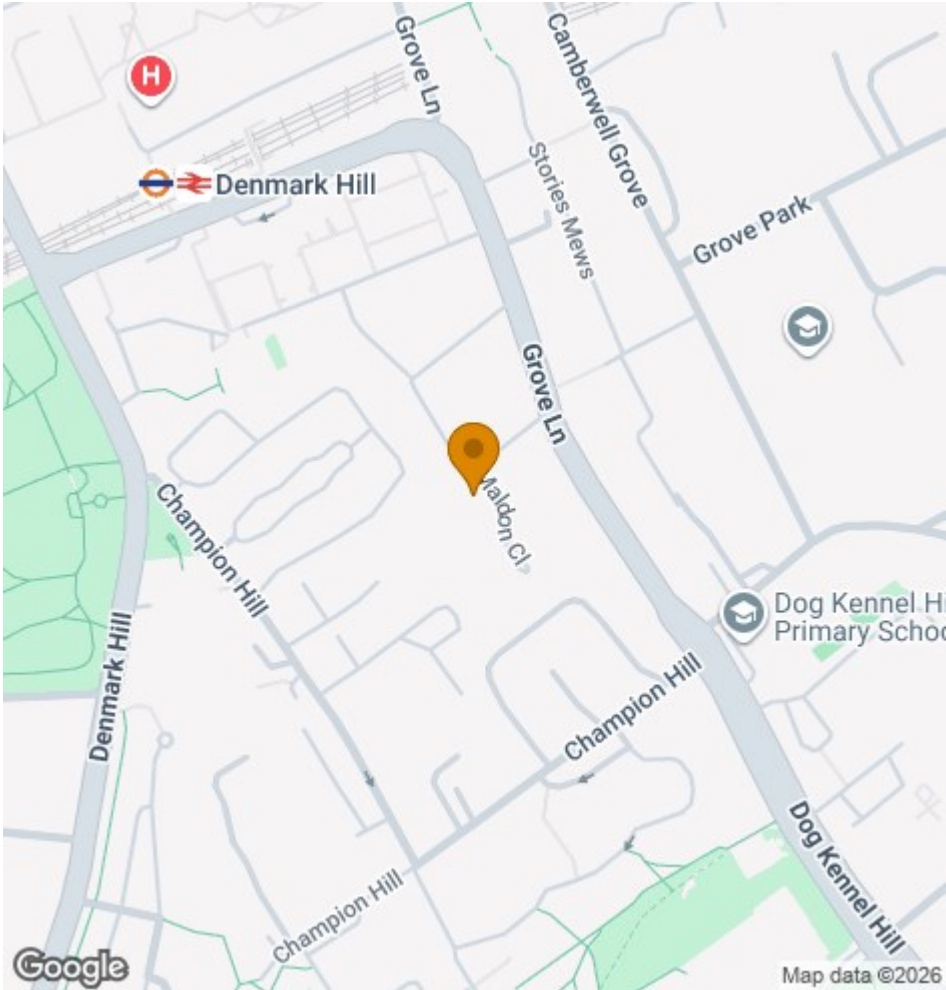 Grove Ln
Camberwell Grove
H
Denmark Hill
Stories Mews
Grove Park
Grove Ln
Maldon Cl
Champion Hill
Dog Kennel Hi
Primary Schoo
Denmark Hill
Champion Hill
Dog Kennel Hill
Champion Hill
Google
Map data ©2026